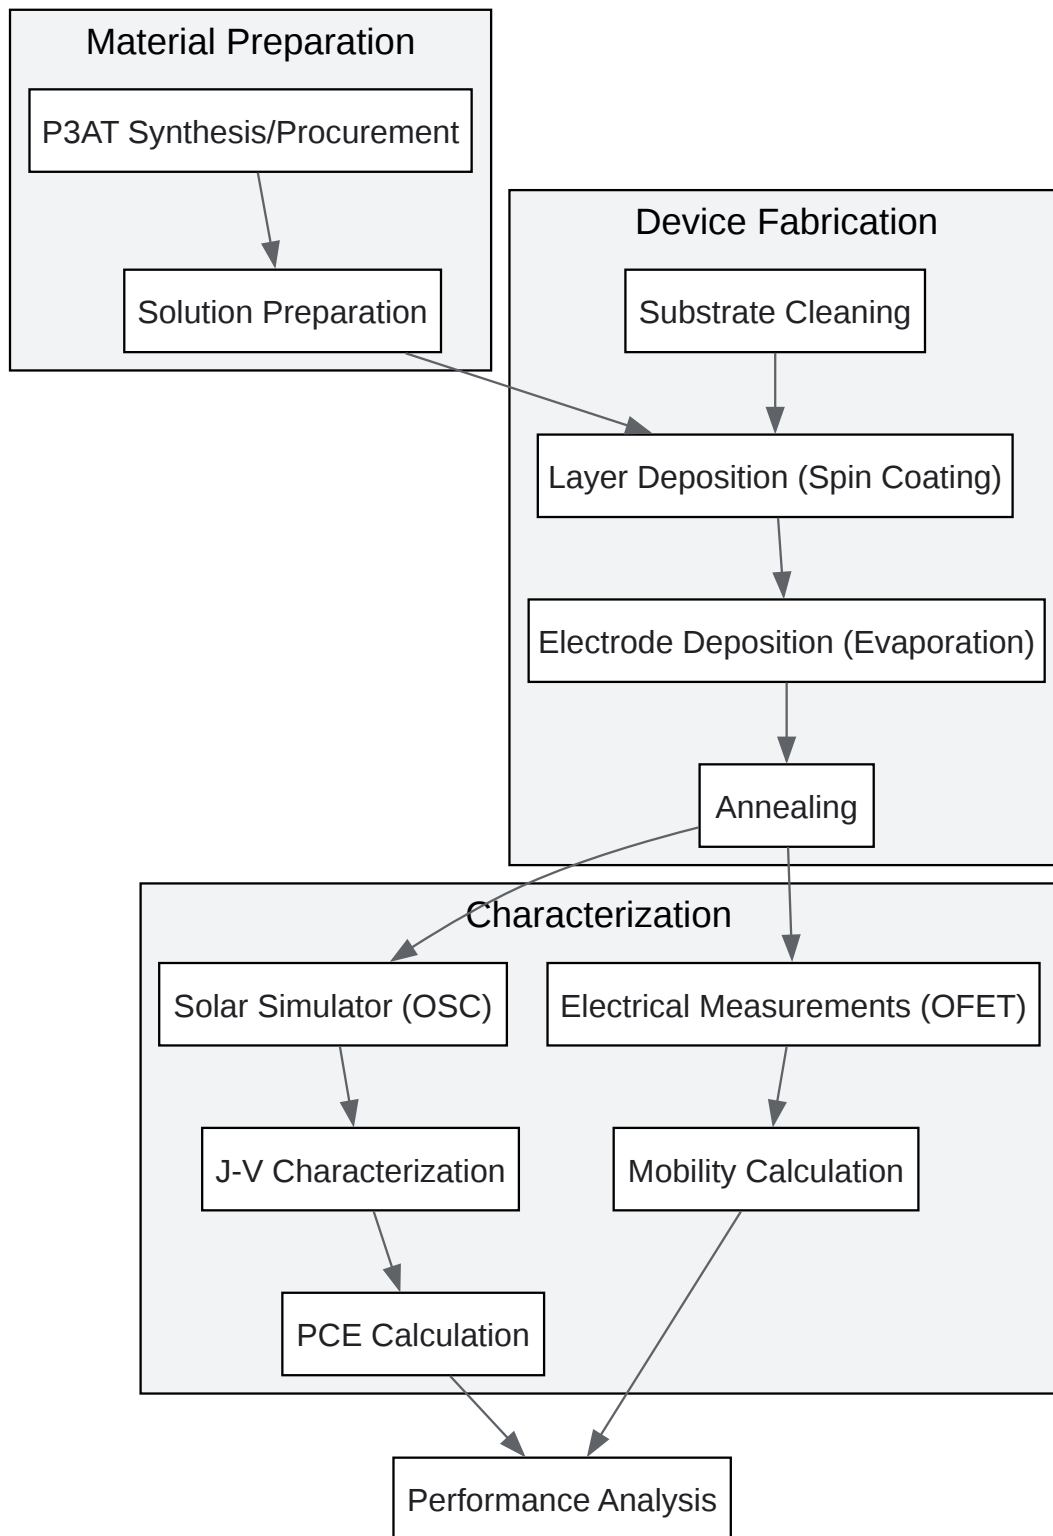 Material Preparation
P3AT Synthesis/Procurement
Solution Preparation
Device Fabrication
Substrate Cleaning
Layer Deposition (Spin Coating)
Electrode Deposition (Evaporation)
Annealing
Characterization
Solar Simulator (OSC)
Electrical Measurements (OFET)
J-V Characterization
Mobility Calculation
PCE Calculation
Performance Analysis